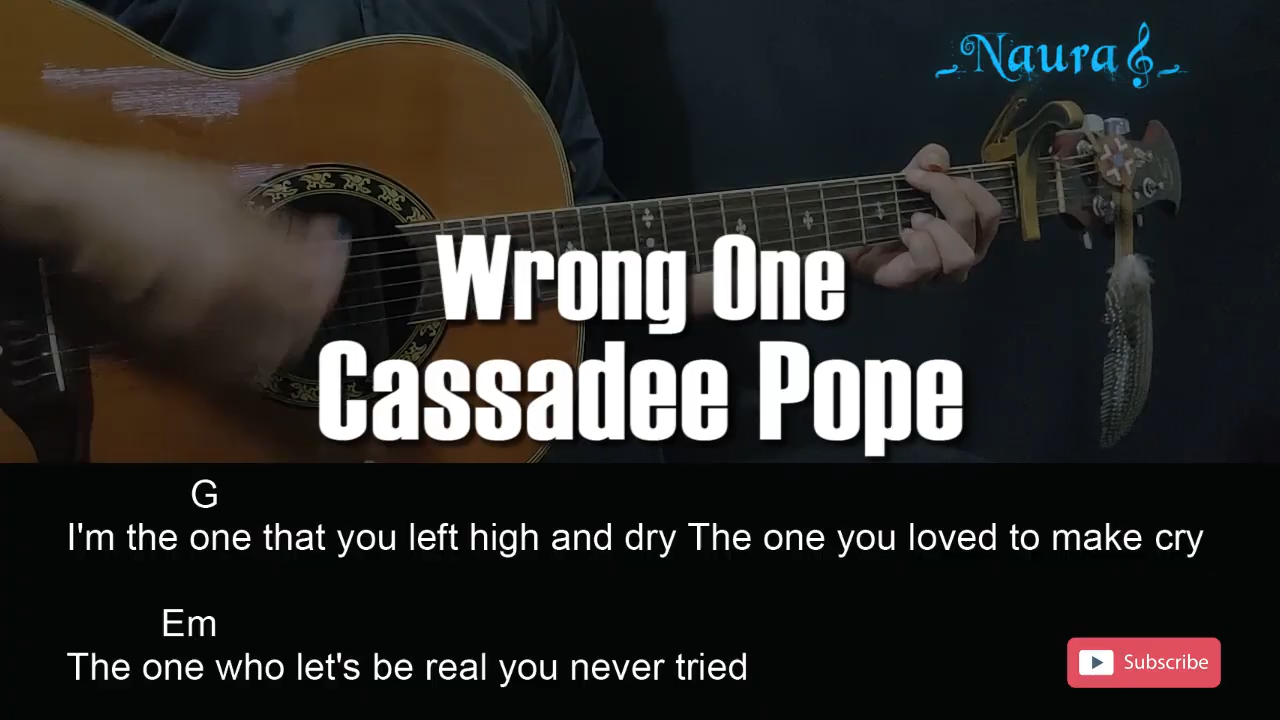 Naura
Wrong One
Cassadee Pope
G
I'm the one that you left high and dry The one you loved to make cry
Em
The one who let's be real you never tried
Subscribe